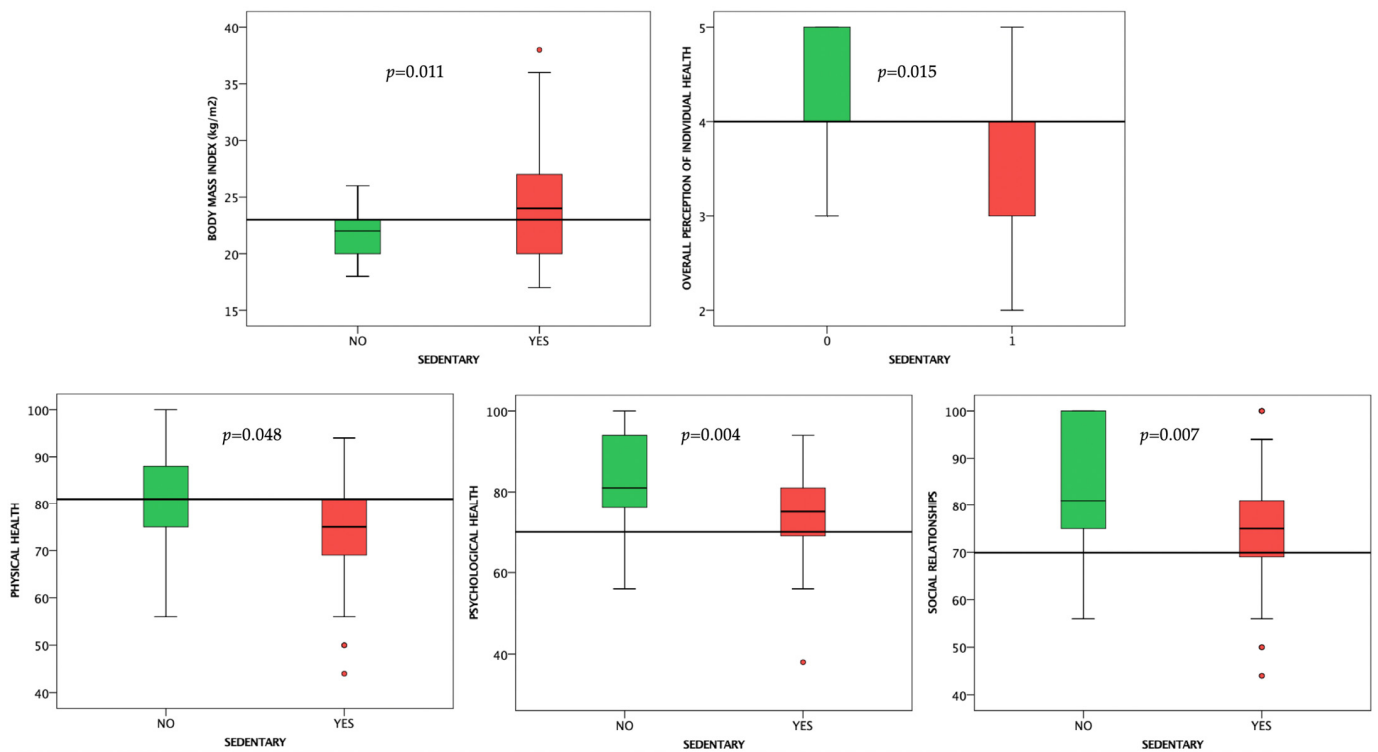 BODY MASS INDEX (kg/m2)
40
35
30
25
20
15
p=0.011
NO
YES
SEDENTARY
OVERALL PERCEPTION OF INDIVIDUAL HEALTH
5
4
3
2
p=0.015
0
1
SEDENTARY
PHYSICAL HEALTH
100
90
80
70
60
50
40
p=0.048
NO
YES
SEDENTARY
PSYCHOLOGICAL HEALTH
100
80
60
40
p=0.004
NO
YES
SEDENTARY
SOCIAL RELATIONSHIPS
100
90
80
70
60
50
40
p=0.007
NO
YES
SEDENTARY